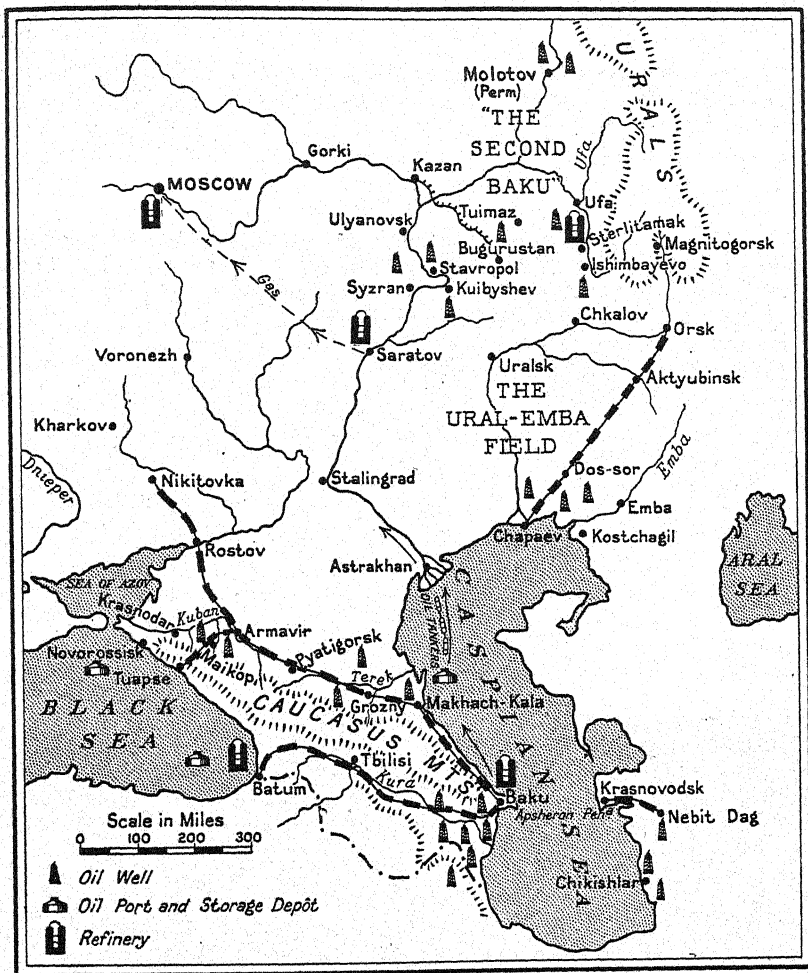 Molotov
(Perm)
URALS
"THE
SECOND
BAKU"
Ufa
Gorki
Kazan
MOSCOW
Ufa
Tuimaz
Ulyanovsk
Sterlitamak
Magnitogorsk
Bugurustan
Stavropol
Ishimbayevo
Gas
Syzran
Kuibyshev
Chkalov
Orsk
Saratov
Voronezh
Uralsk
Aktyubinsk
THE
URAL-EMBA
FIELD
Kharkov
Dnieper
Nikitovka
Stalingrad
Dos-sor
Emba
Emba
Chapaev
Kostchagil
Rostov
ARAL
SEA
Astrakhan
SEA OF AZOV
OIL TANKERS
CASPIAN
SEA
Krasnodar
Kuban
Armavir
Novorossisk
Maikop
Pyatigorsk
Tuapse
Terek
Grozny
Makhach-Kala
BLACK
SEA
CAUCASUS MTS
Tbilisi
Kura
Batum
Baku
Apsheron Pena
Krasnovodsk
Nebit Dag
Chikishlar
Scale in Miles
0 100 200 300
Oil Well
Oil Port and Storage Depôt
Refinery